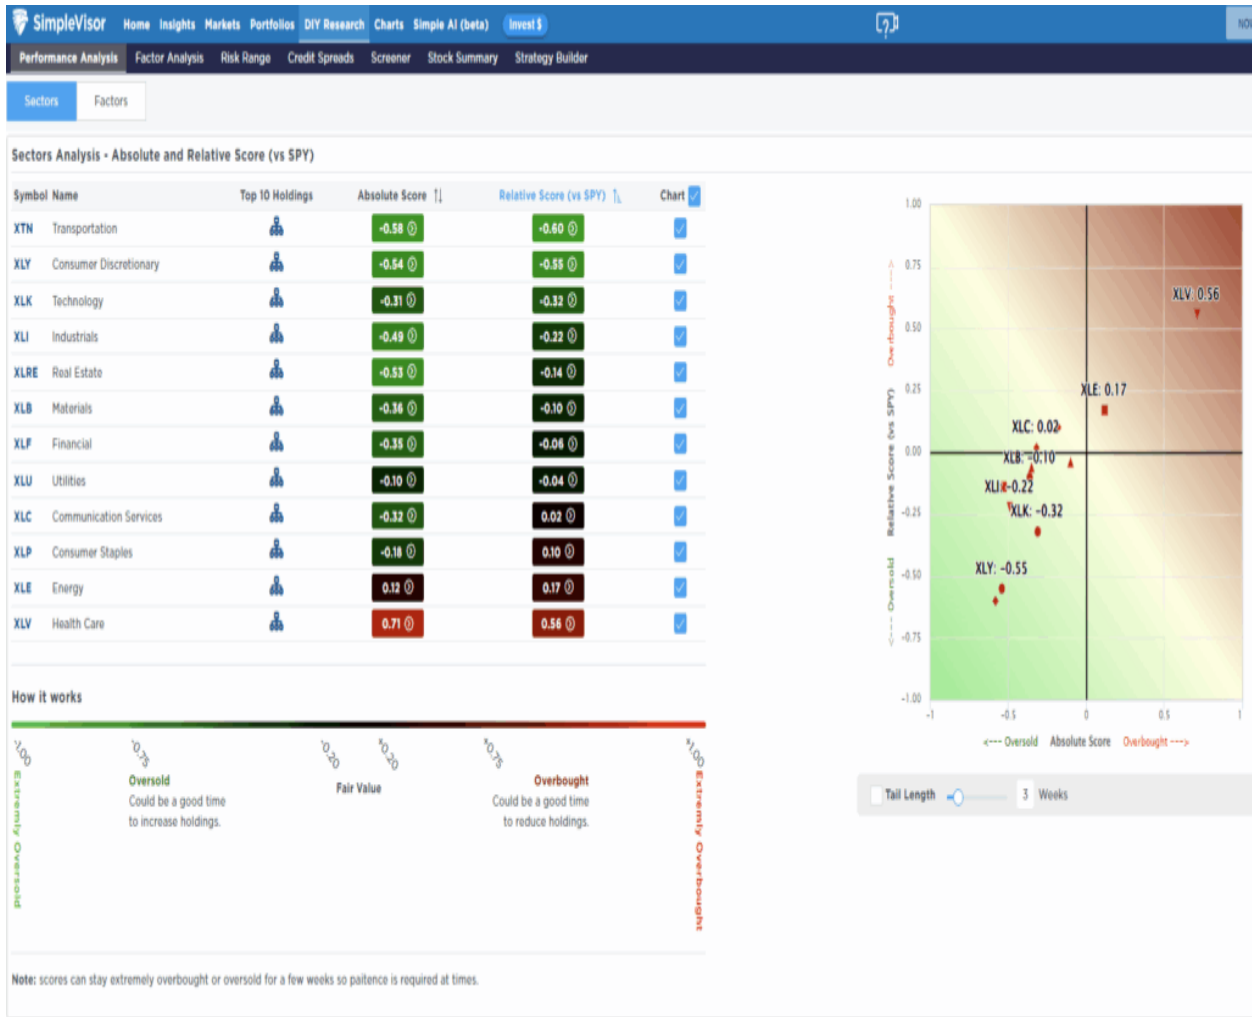 SimpleVisor Home Insights Markets Portfolios DIY Research Charts Simple AI (beta) Invest $
Performance Analysis Factor Analysis Risk Range Credit Spreads Screener Stock Summary Strategy Builder
Sectors Factors
Sectors Analysis - Absolute and Relative Score (vs SPY)
Symbol Name Top 10 Holdings Absolute Score Relative Score (vs SPY) Chart
XTN Transportation -0.58 -0.60
XLY Consumer Discretionary -0.54 -0.55
XLK Technology -0.31 -0.32
XLI Industrials -0.49 -0.22
XLRE Real Estate -0.53 -0.14
XLB Materials -0.36 -0.10
XLF Financial -0.35 -0.06
XLU Utilities -0.10 -0.04
XLC Communication Services -0.32 0.02
XLP Consumer Staples -0.18 0.10
XLE Energy 0.12 0.17
XLV Health Care 0.71 0.56
How it works
-1.00 -0.75 -0.20 +0.20 +0.75 +1.00
Extremly Oversold
Oversold
Could be a good time
to increase holdings.
Fair Value
Overbought
Could be a good time
to reduce holdings.
Extremly Overbought
Note: scores can stay extremely overbought or oversold for a few weeks so paitence is required at times.
<--- Oversold Relative Score (vs SPY) Overbought --->
1.00
0.75
0.50
0.25
0.00
-0.25
-0.50
-0.75
-1.00
XLV: 0.56
XLE: 0.17
XLC: 0.02
XLB: -0.10
XLI: -0.22
XLK: -0.32
XLY: -0.55
-1 -0.5 0 0.5 1
<--- Oversold Absolute Score Overbought --->
Tail Length 3 Weeks